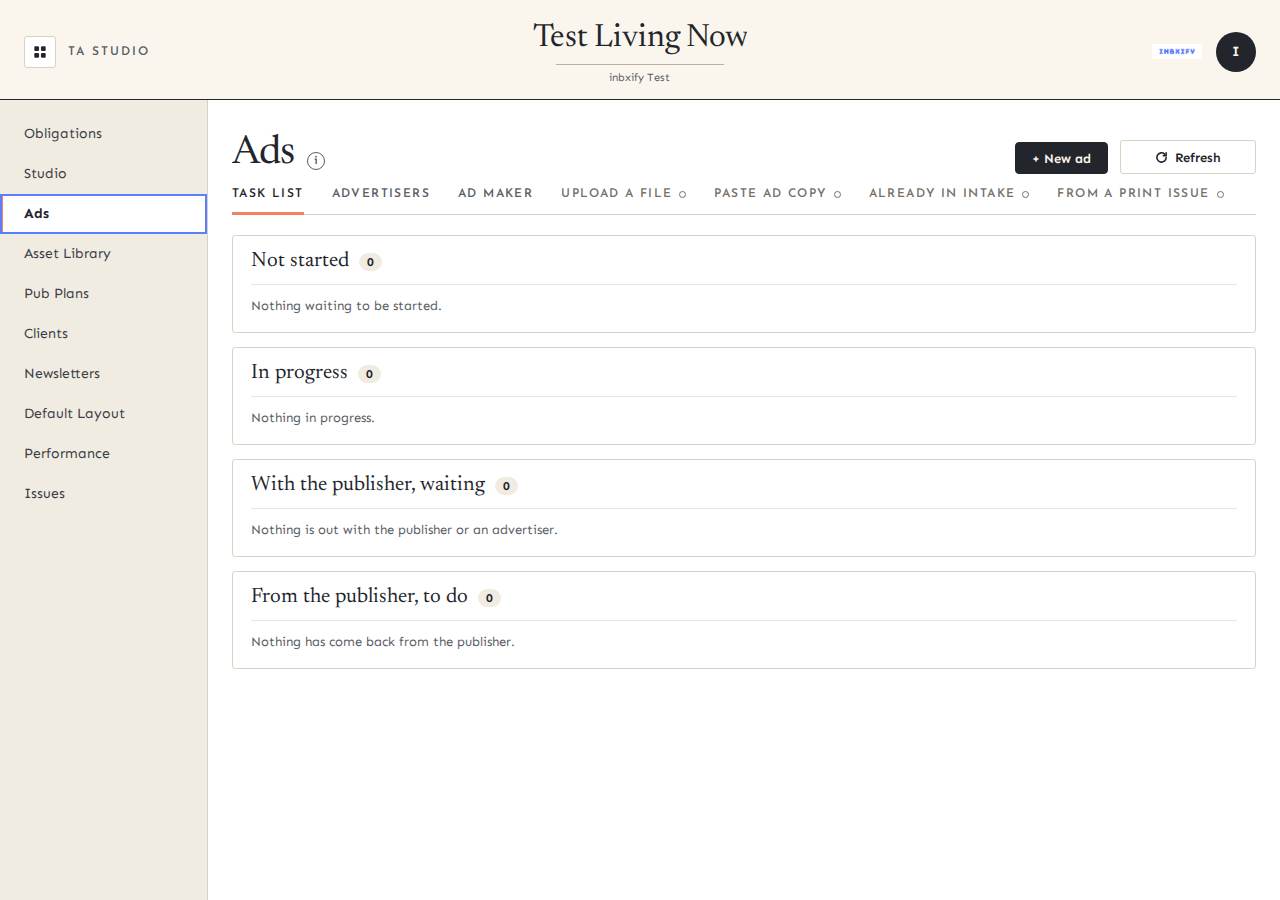 TA STUDIO
Test Living Now
inbxify Test
INBXIFY
I
Obligations
Studio
Ads
Asset Library
Pub Plans
Clients
Newsletters
Default Layout
Performance
Issues
Ads
i
+ New ad
Refresh
TASK LIST
ADVERTISERS
AD MAKER
UPLOAD A FILE
PASTE AD COPY
ALREADY IN INTAKE
FROM A PRINT ISSUE
Not started 0
Nothing waiting to be started.
In progress 0
Nothing in progress.
With the publisher, waiting 0
Nothing is out with the publisher or an advertiser.
From the publisher, to do 0
Nothing has come back from the publisher.